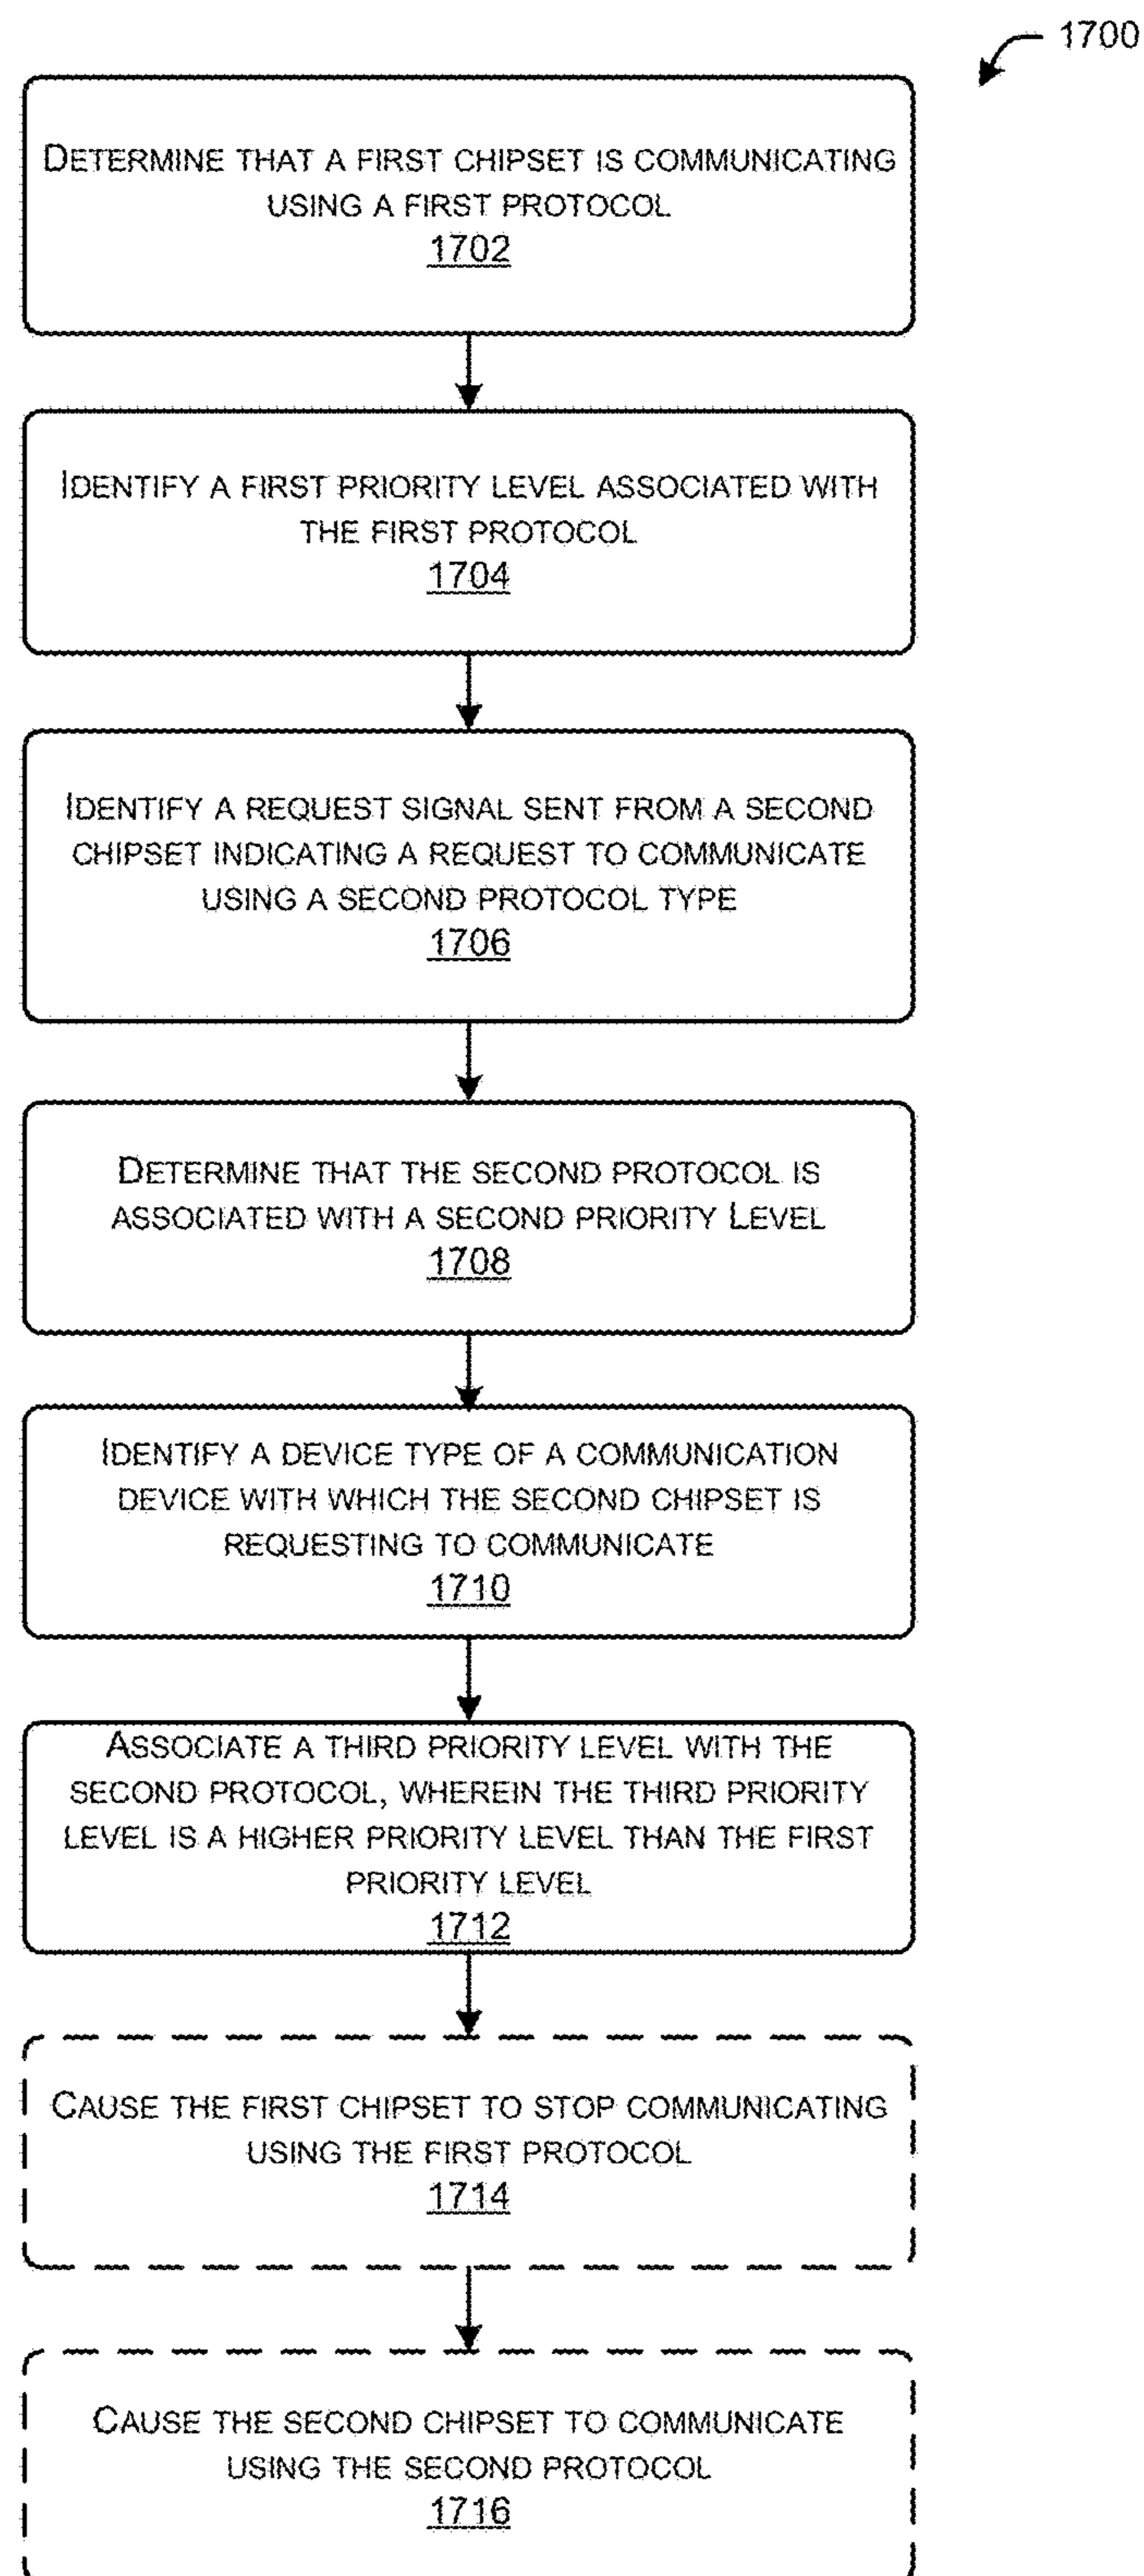 1700
DETERMINE THAT A FIRST CHIPSET IS COMMUNICATING
USING A FIRST PROTOCOL
1702
IDENTIFY A FIRST PRIORITY LEVEL ASSOCIATED WITH
THE FIRST PROTOCOL
1704
IDENTIFY A REQUEST SIGNAL SENT FROM A SECOND
CHIPSET INDICATING A REQUEST TO COMMUNICATE
USING A SECOND PROTOCOL TYPE
1706
DETERMINE THAT THE SECOND PROTOCOL IS
ASSOCIATED WITH A SECOND PRIORITY LEVEL
1708
IDENTIFY A DEVICE TYPE OF A COMMUNICATION
DEVICE WITH WHICH THE SECOND CHIPSET IS
REQUESTING TO COMMUNICATE
1710
ASSOCIATE A THIRD PRIORITY LEVEL WITH THE
SECOND PROTOCOL, WHEREIN THE THIRD PRIORITY
LEVEL IS A HIGHER PRIORITY LEVEL THAN THE FIRST
PRIORITY LEVEL
1712
CAUSE THE FIRST CHIPSET TO STOP COMMUNICATING
USING THE FIRST PROTOCOL
1714
CAUSE THE SECOND CHIPSET TO COMMUNICATE
USING THE SECOND PROTOCOL
1716